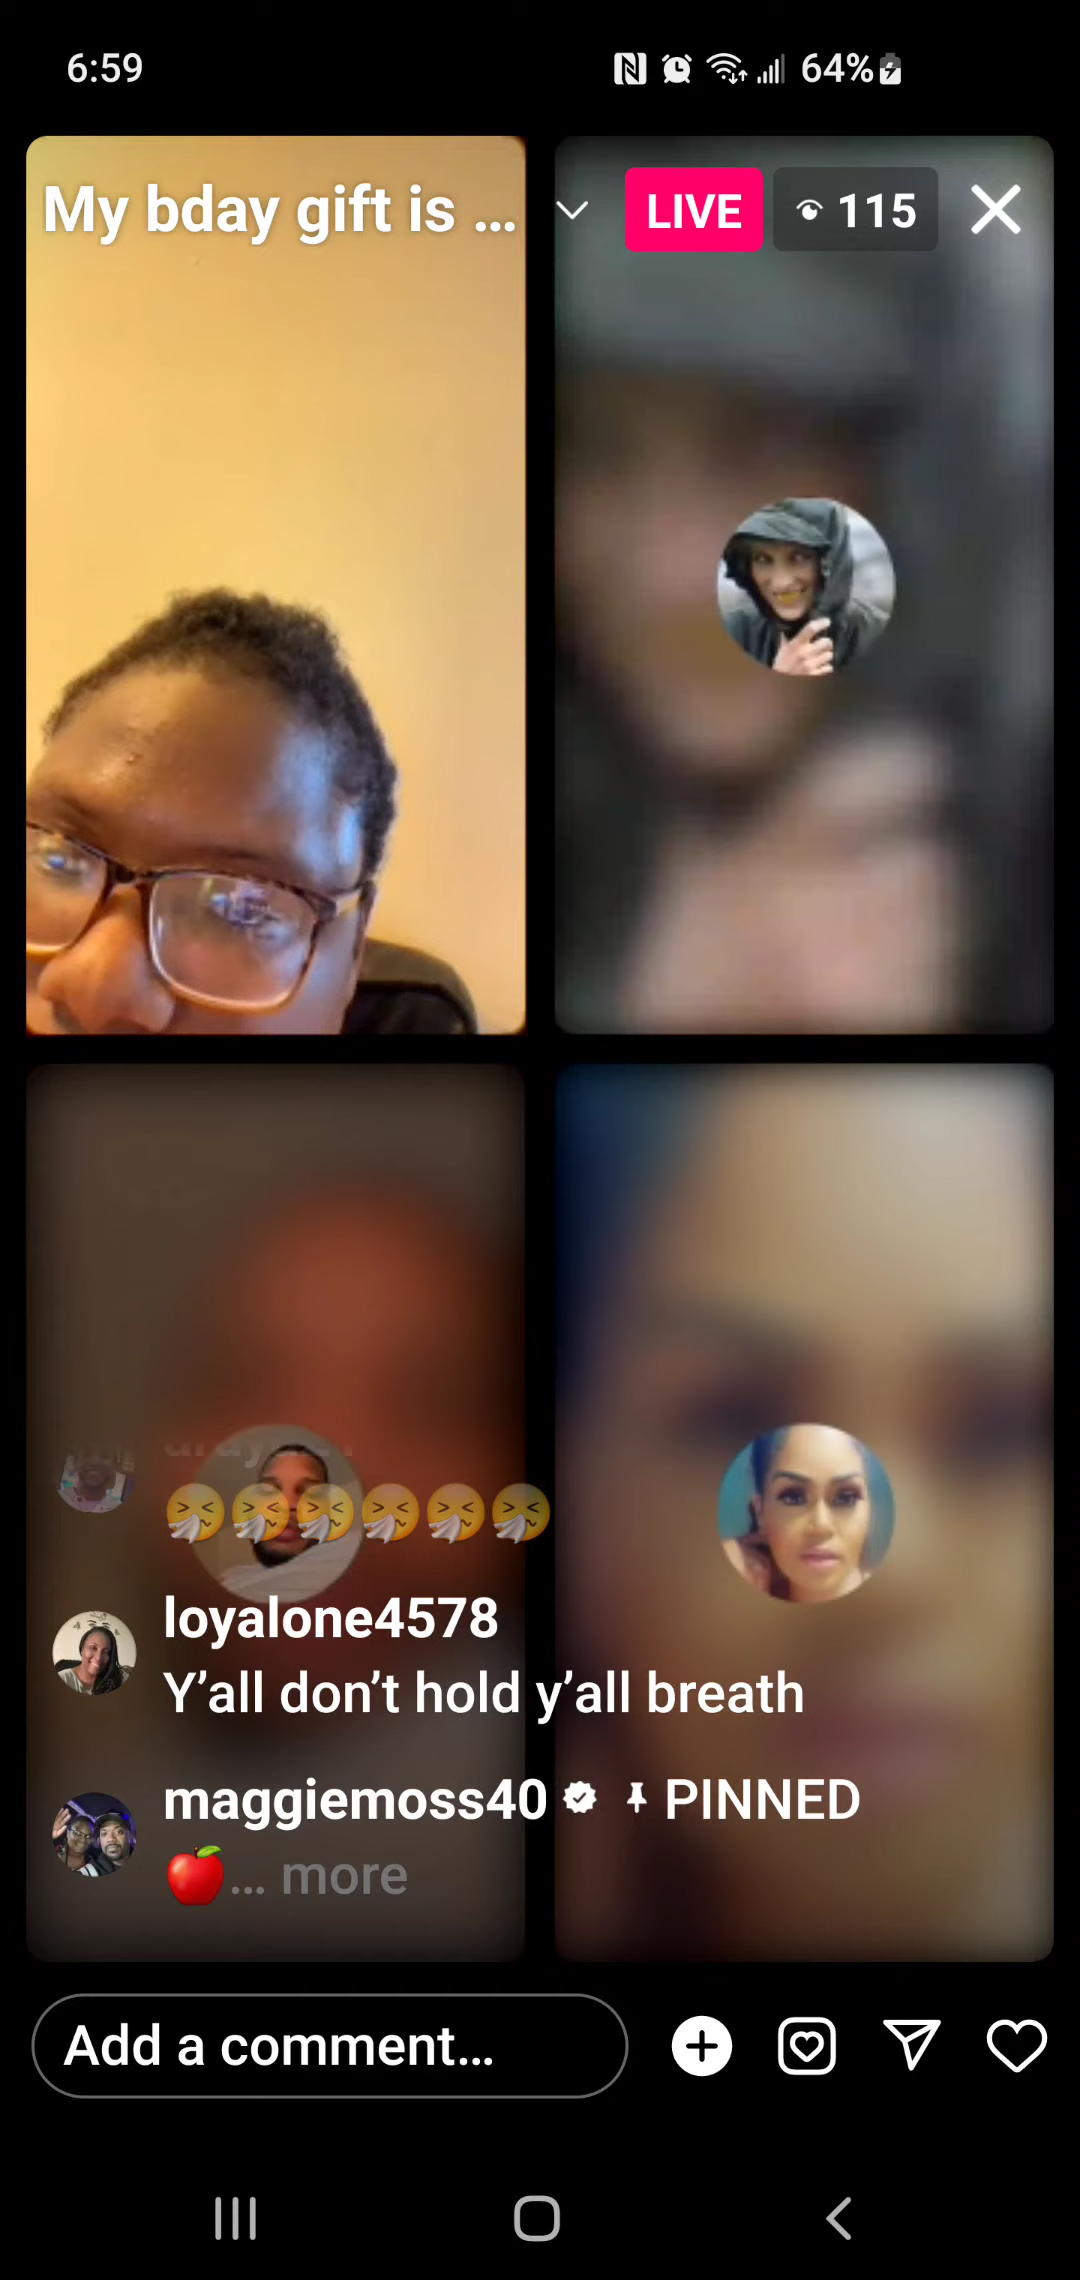 6:59
64%
My bday gift is ...
LIVE
115
🤧🤧🤧🤧🤧🤧
loyalone4578
Y’all don’t hold y’all breath
maggiemoss40 PINNED
🍎... more
Add a comment...